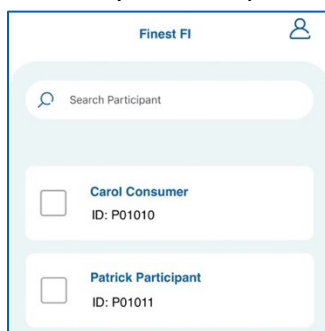 Finest FI
Search Participant
Carol Consumer
ID: P01010
Patrick Participant
ID: P01011